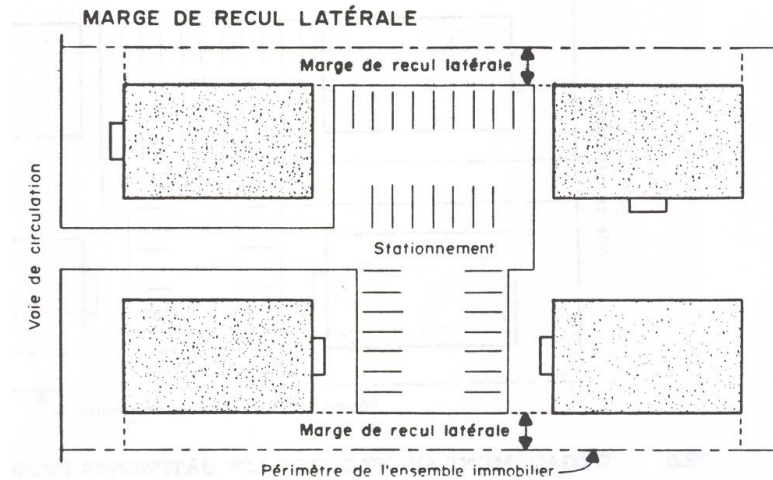 MARGE DE RECUL LATÉRALE
Marge de recul latérale
Voie de circulation
Stationnement
Marge de recul latérale
Périmètre de l'ensemble immobilier